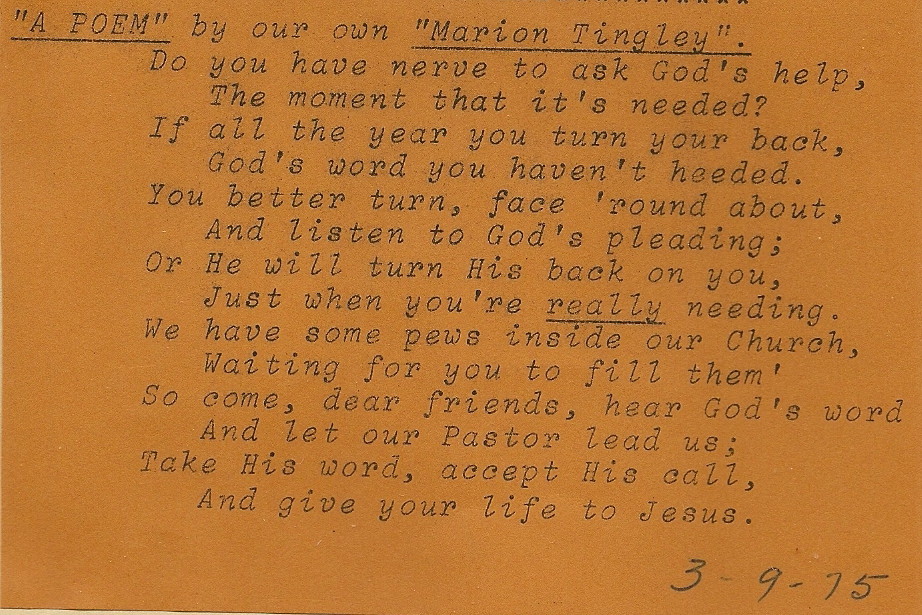 "A POEM" by our own "Marion Tingley".
Do you have nerve to ask God's help,
The moment that it's needed?
If all the year you turn your back,
God's word you haven't heeded.
You better turn, face 'round about,
And listen to God's pleading;
Or He will turn His back on you,
Just when you're really needing.
We have some pews inside our Church,
Waiting for you to fill them'
So come, dear friends, hear God's word
And let our Pastor lead us;
Take His word, accept His call,
And give your life to Jesus.
3-9-75